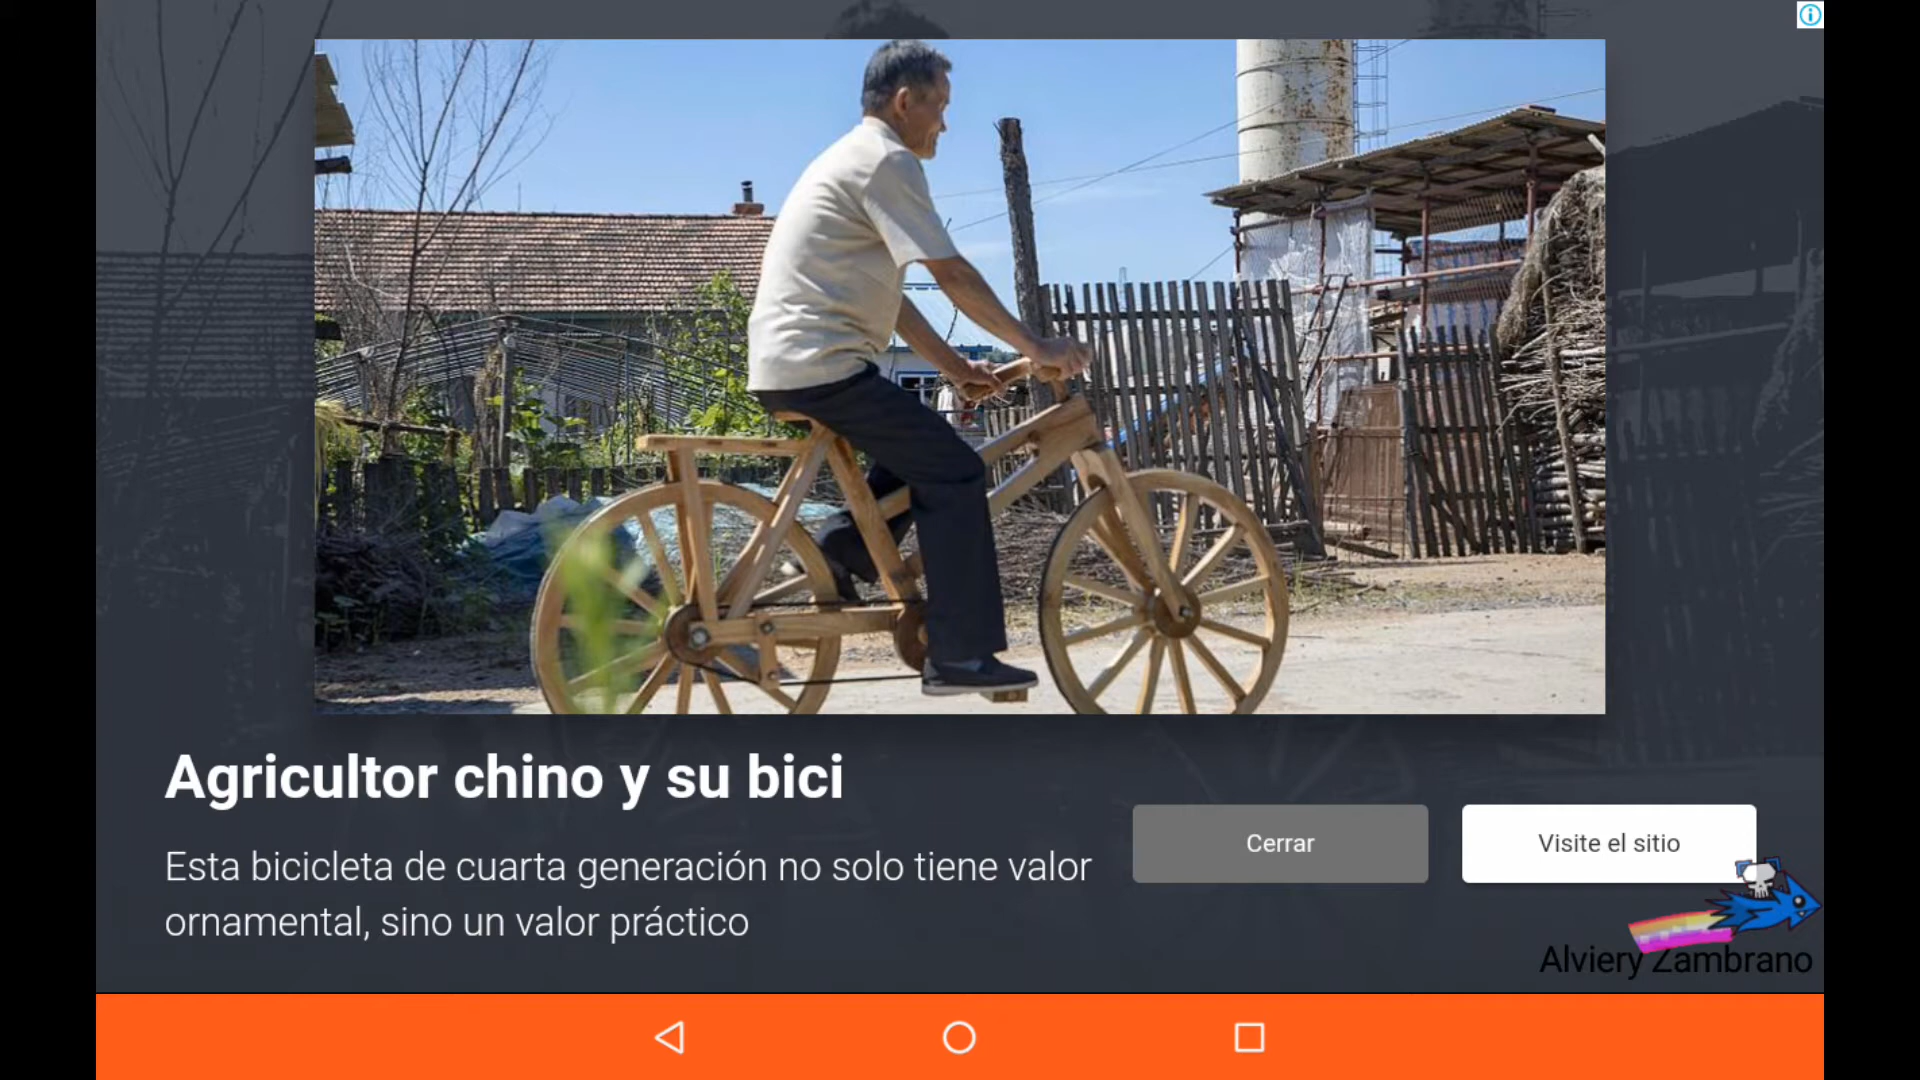 Agricultor chino y su bici
Esta bicicleta de cuarta generación no solo tiene valor
ornamental, sino un valor práctico
Cerrar
Visite el sitio
Alviery Zambrano